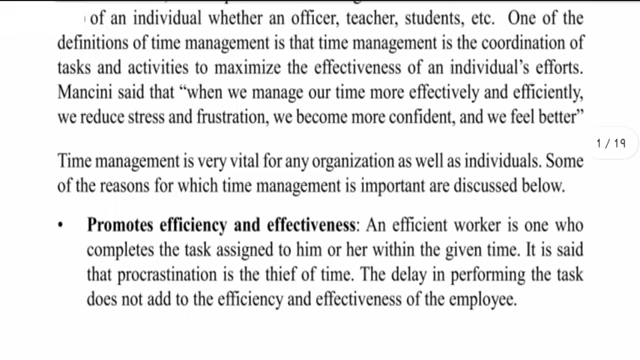 of an individual whether an officer, teacher, students, etc. One of the
definitions of time management is that time management is the coordination of
tasks and activities to maximize the effectiveness of an individual's efforts.
Mancini said that “when we manage our time more effectively and efficiently,
we reduce stress and frustration, we become more confident, and we feel better”
1 / 19
Time management is very vital for any organization as well as individuals. Some
of the reasons for which time management is important are discussed below.
• Promotes efficiency and effectiveness: An efficient worker is one who
completes the task assigned to him or her within the given time. It is said
that procrastination is the thief of time. The delay in performing the task
does not add to the efficiency and effectiveness of the employee.